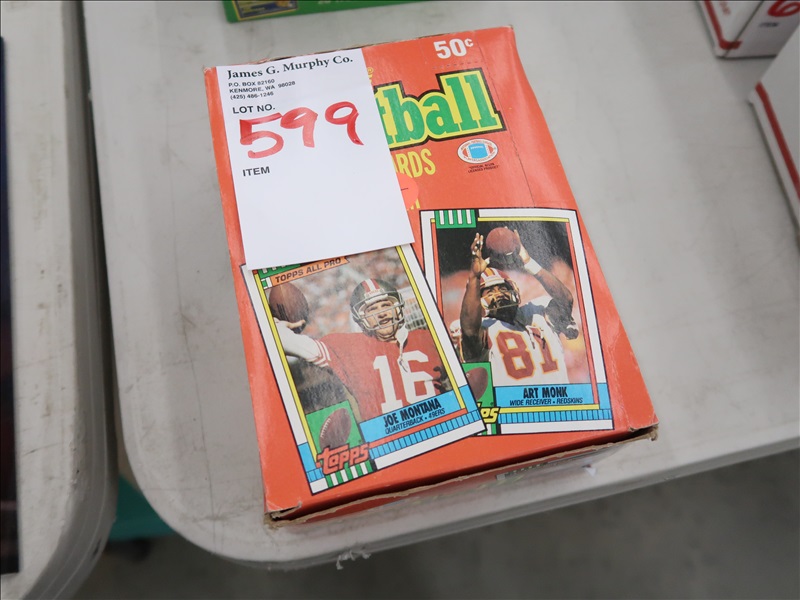 James G. Murphy Co.
P.O. BOX 82160
KENMORE, WA 98028
(425) 486-1246
LOT NO.
599
ITEM
50¢
tball
RDS
TOPPS ALL PRO
16
JOE MONTANA
QUARTERBACK • 49ERS
TOPPS
81
ART MONK
WIDE RECEIVER • REDSKINS
PPS